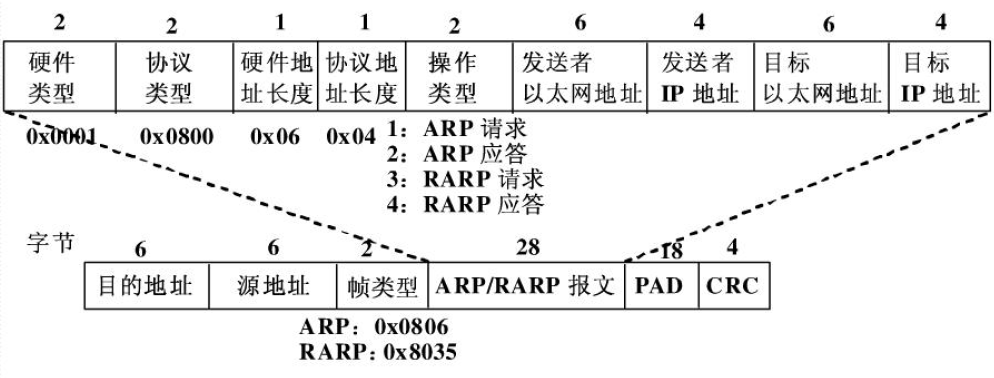 2 2 1 1 2 6 4 6 4
硬件 协议 硬件地 协议地 操作 发送者 发送者 目标 目标
类型 类型 址长度 址长度 类型 以太网地址 IP 地址 以太网地址 IP 地址
0x0001 0x0800 0x06 0x04 1：ARP 请求
2：ARP 应答
3：RARP 请求
4：RARP 应答
字节 6 6 2 28 18 4
目的地址 源地址 帧类型 ARP/RARP 报文 PAD CRC
ARP：0x0806
RARP：0x8035